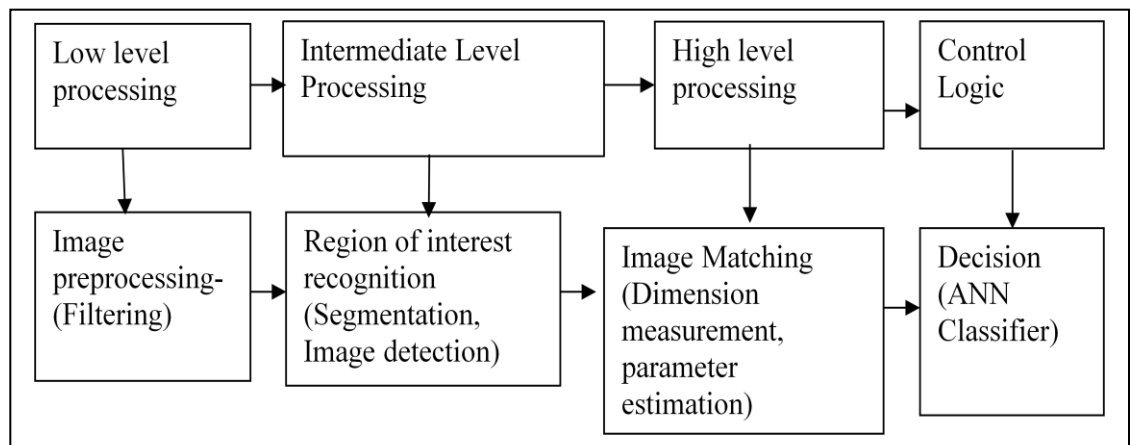 Low level
processing
Intermediate Level
Processing
High level
processing
Control
Logic
Image
preprocessing-
(Filtering)
Region of interest
recognition
(Segmentation,
Image detection)
Image Matching
(Dimension
measurement,
parameter
estimation)
Decision
(ANN
Classifier)